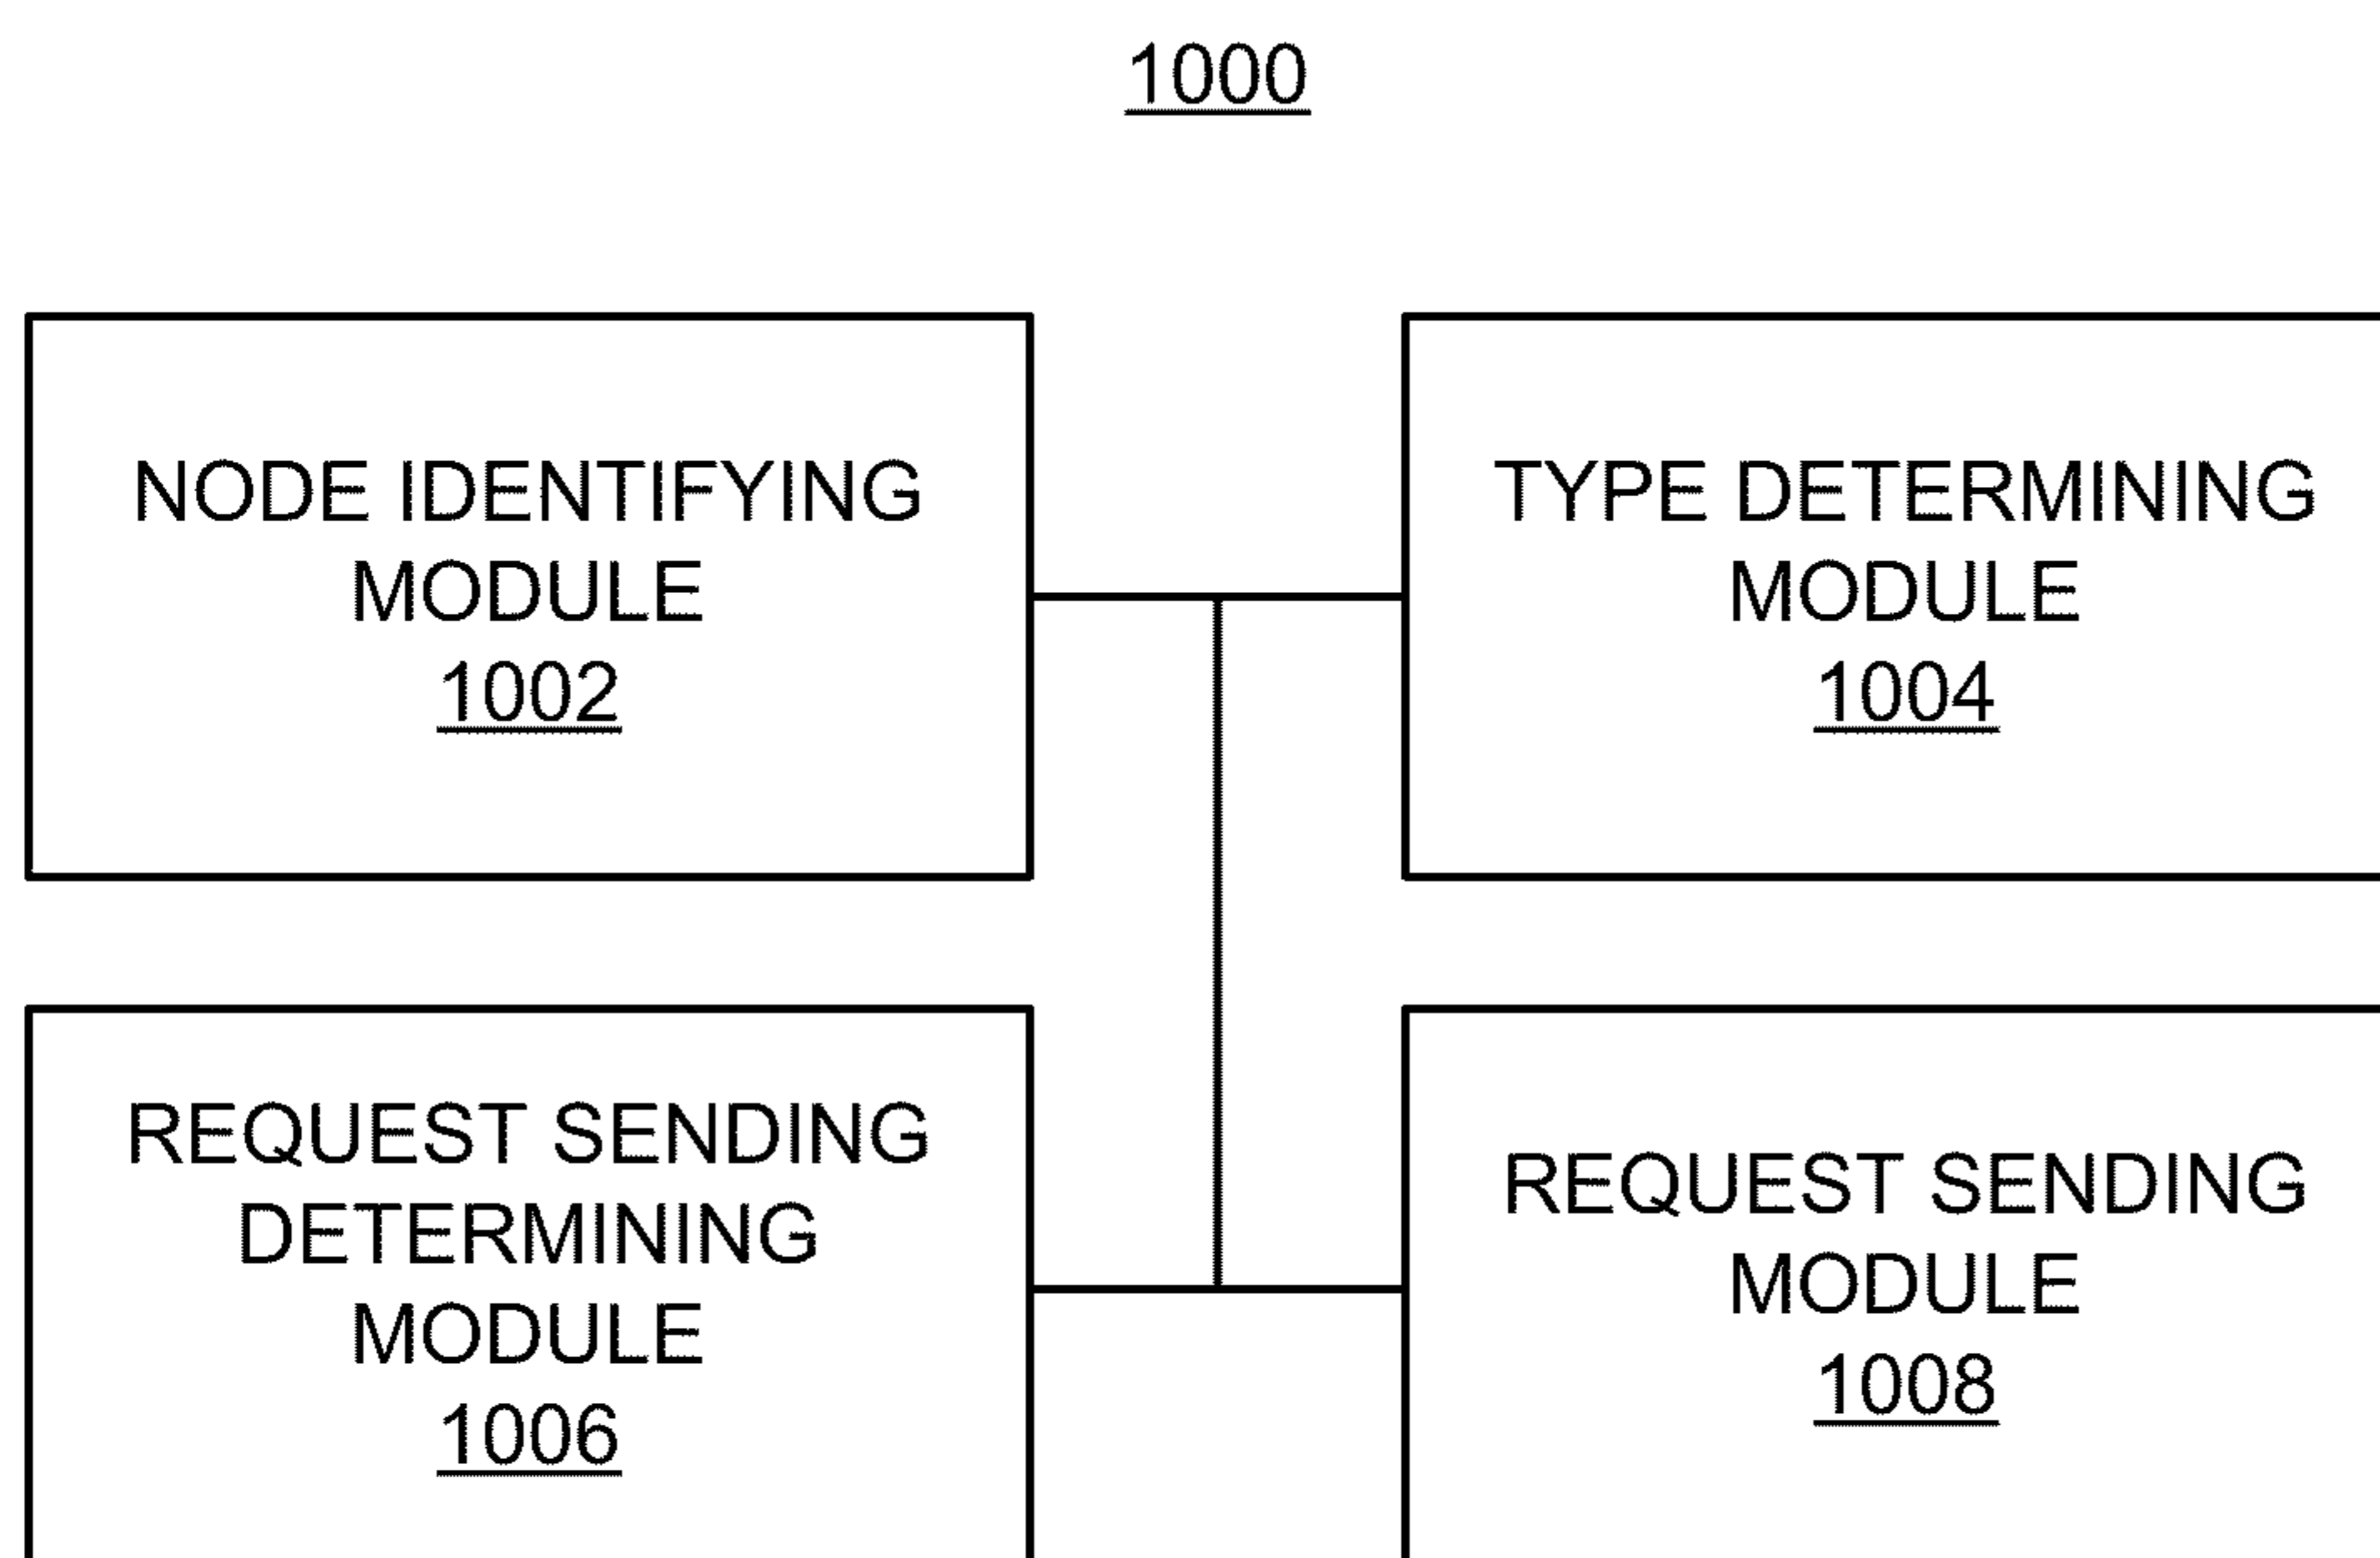 1000
NODE IDENTIFYING
MODULE
1002
TYPE DETERMINING
MODULE
1004
REQUEST SENDING
DETERMINING
MODULE
1006
REQUEST SENDING
MODULE
1008